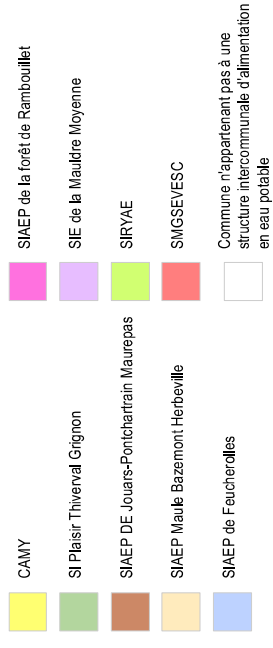 CAMY
SI Plaisir Thiverval Grignon
SIAEP DE Jouars-Pontchartrain Maurepas
SIAEP Maule Bazemont Herbeville
SIAEP de Feucherolles
SIAEP de la forêt de Rambouillet
SIE de la Mauldre Moyenne
SIRYAE
SMGSEVESC
Commune n'appartenant pas à une
structure intercommunale d'alimentation
en eau potable